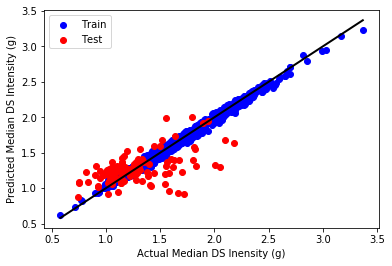 3.5
3.0
2.5
2.0
1.5
1.0
0.5
Predicted Median DS Intensity (g)
Train
Test
0.5 1.0 1.5 2.0 2.5 3.0 3.5
Actual Median DS Inensity (g)